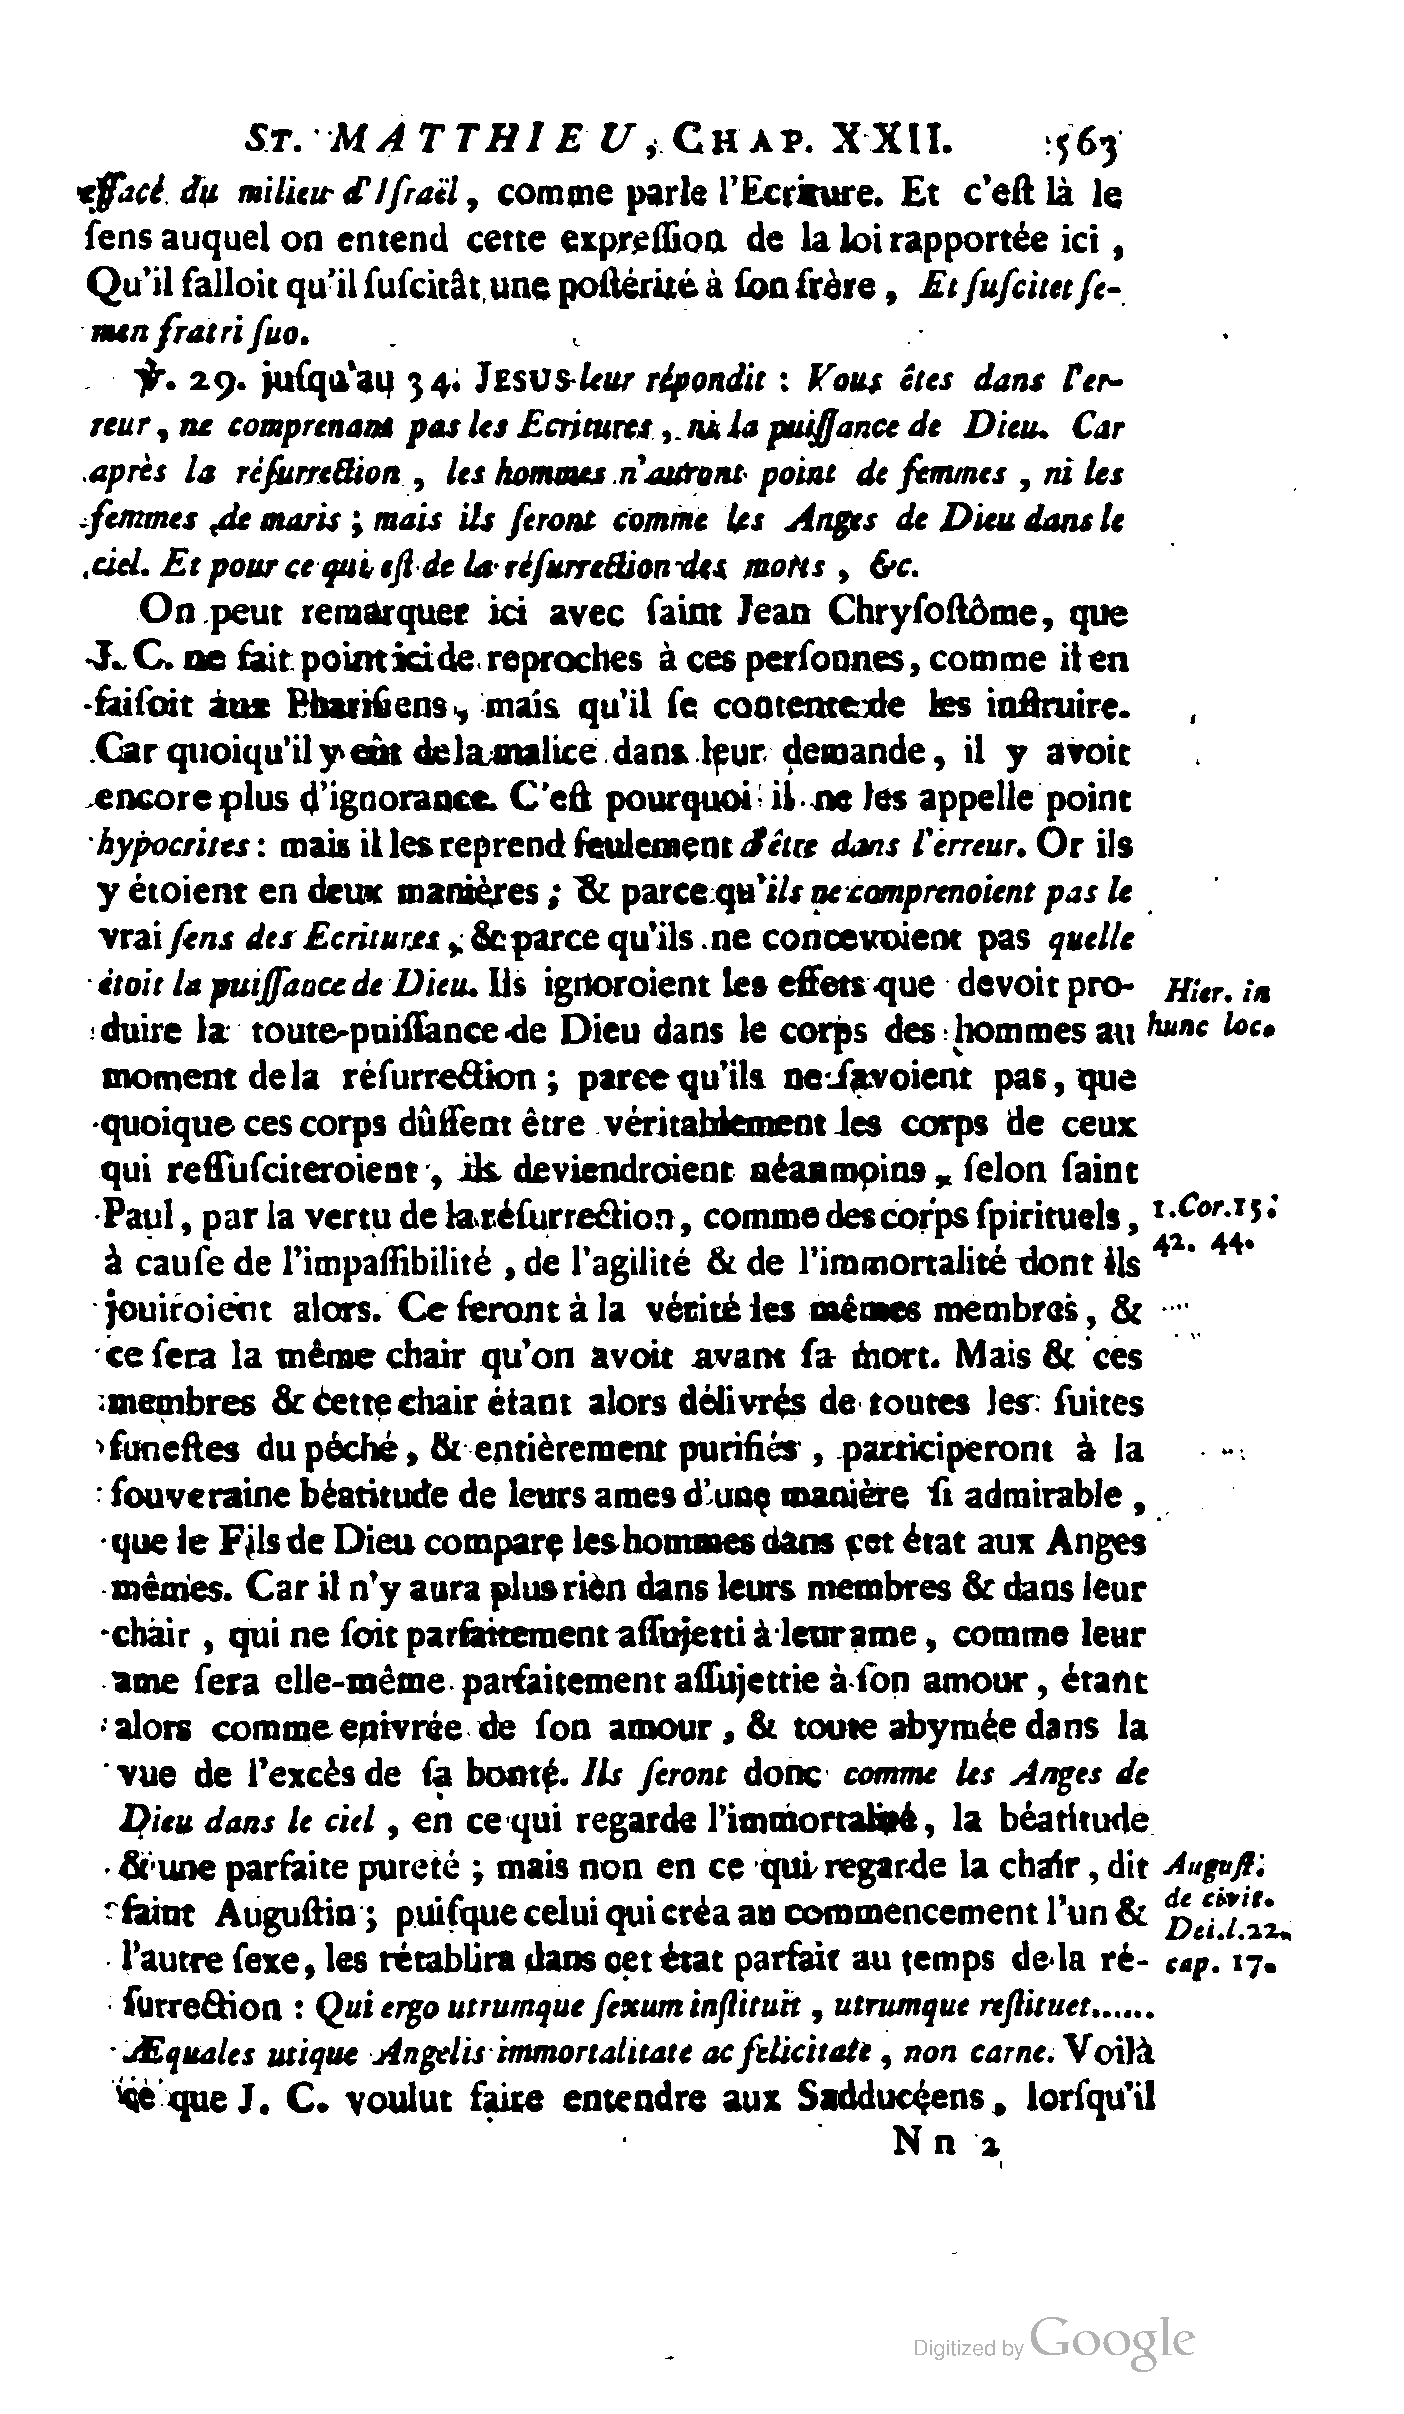 ST. MATTHIEU, CHAP. XXII. 563
effacé du milieu d'Iſraël, comme parle l'Ecriture. Et c'eſt là le
ſens auquel on entend cette expreſſion de la loi rapportée ici,
Qu'il falloit qu'il ſuſcitât une poſtérité à ſon frère, Et ſuſcitet ſe-
men fratri ſuo.
℣. 29. juſqu'au 34. JESUS leur répondit : Vous êtes dans l'er-
reur, ne comprenant pas les Ecritures, ni la puiſſance de Dieu. Car
après la réſurrection, les hommes n'auront point de femmes, ni les
femmes de maris ; mais ils ſeront comme les Anges de Dieu dans le
ciel. Et pour ce qui eſt de la réſurrection des morts, &c.
On peut remarquer ici avec ſaint Jean Chryſoſtôme, que
J. C. ne fait point ici de reproches à ces perſonnes, comme il en
faiſoit aux Phariſiens, mais qu'il ſe contente de les inſtruire.
Car quoiqu'il y eût de la malice dans leur demande, il y avoit
encore plus d'ignorance. C'eſt pourquoi il ne les appelle point
hypocrites : mais il les reprend ſeulement d'être dans l'erreur. Or ils
y étoient en deux manières ; & parce qu'ils ne comprenoient pas le
vrai ſens des Ecritures, & parce qu'ils ne concevoient pas quelle
étoit la puiſſance de Dieu. Ils ignoroient les effets que devoit pro-
duire la toute-puiſſance de Dieu dans le corps des hommes au
Hier. in
hunc loc.
moment de la réſurrection ; parce qu'ils ne ſavoient pas, que
quoique ces corps dûſſent être véritablement les corps de ceux
qui reſſuſciteroient, ils deviendroient néanmoins, ſelon ſaint
Paul, par la vertu de la réſurrection, comme des corps ſpirituels,
à cauſe de l'impaſſibilité, de l'agilité & de l'immortalité dont ils
1. Cor. 15.
42. 44.
jouiroient alors. Ce ſeront à la vérité les mêmes membres, &
ce ſera la même chair qu'on avoit avant ſa mort. Mais & ces
membres & cette chair étant alors délivrés de toutes les ſuites
funeſtes du péché, & entièrement purifiés, participeront à la
ſouveraine béatitude de leurs ames d'une manière ſi admirable,
que le Fils de Dieu compare les hommes dans cet état aux Anges
mêmes. Car il n'y aura plus rien dans leurs membres & dans leur
chair, qui ne ſoit parfaitement aſſujetti à leur ame, comme leur
ame ſera elle-même parfaitement aſſujettie à ſon amour, étant
alors comme enivrée de ſon amour, & toute abymée dans la
vue de l'excès de ſa bonté. Ils ſeront donc comme les Anges de
Dieu dans le ciel, en ce qui regarde l'immortalité, la béatitude
& une parfaite pureté ; mais non en ce qui regarde la chair, dit
ſaint Auguſtin ; puiſque celui qui créa au commencement l'un &
l'autre ſexe, les rétablira dans cet état parfait au temps de la ré-
Auguſt.
de civit.
Dei. l. 22.
cap. 17.
ſurrection : Qui ergo utrumque ſexum inſtituit, utrumque reſtituet......
Æquales utique Angelis immortalitate ac felicitate, non carne. Voilà
ce que J. C. voulut faire entendre aux Sadducéens, lorſqu'il
N n 2
Digitized by Google